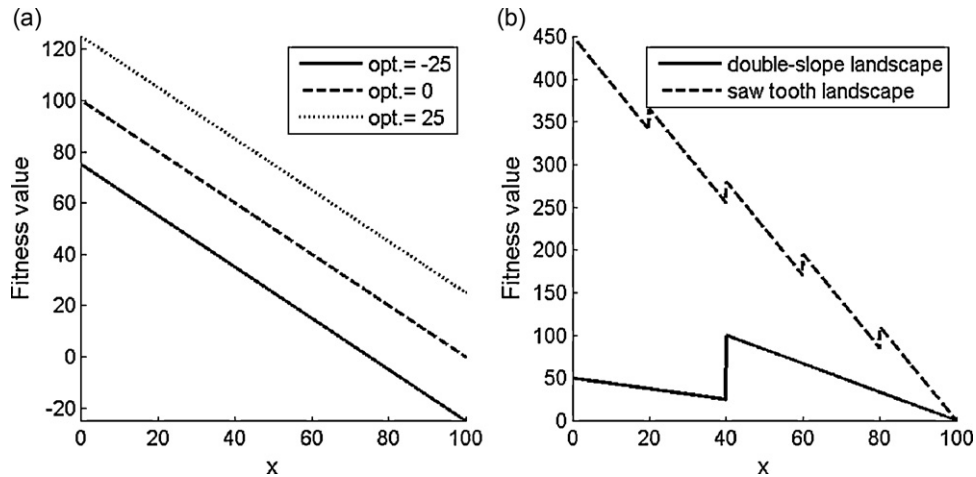 (a)
120
100
80
60
40
20
0
-20
0
20
40
60
80
100
x
Fitness value
opt.= -25
opt.= 0
opt.= 25
(b)
450
400
350
300
250
200
150
100
50
0
0
20
40
60
80
100
x
Fitness value
double-slope landscape
saw tooth landscape